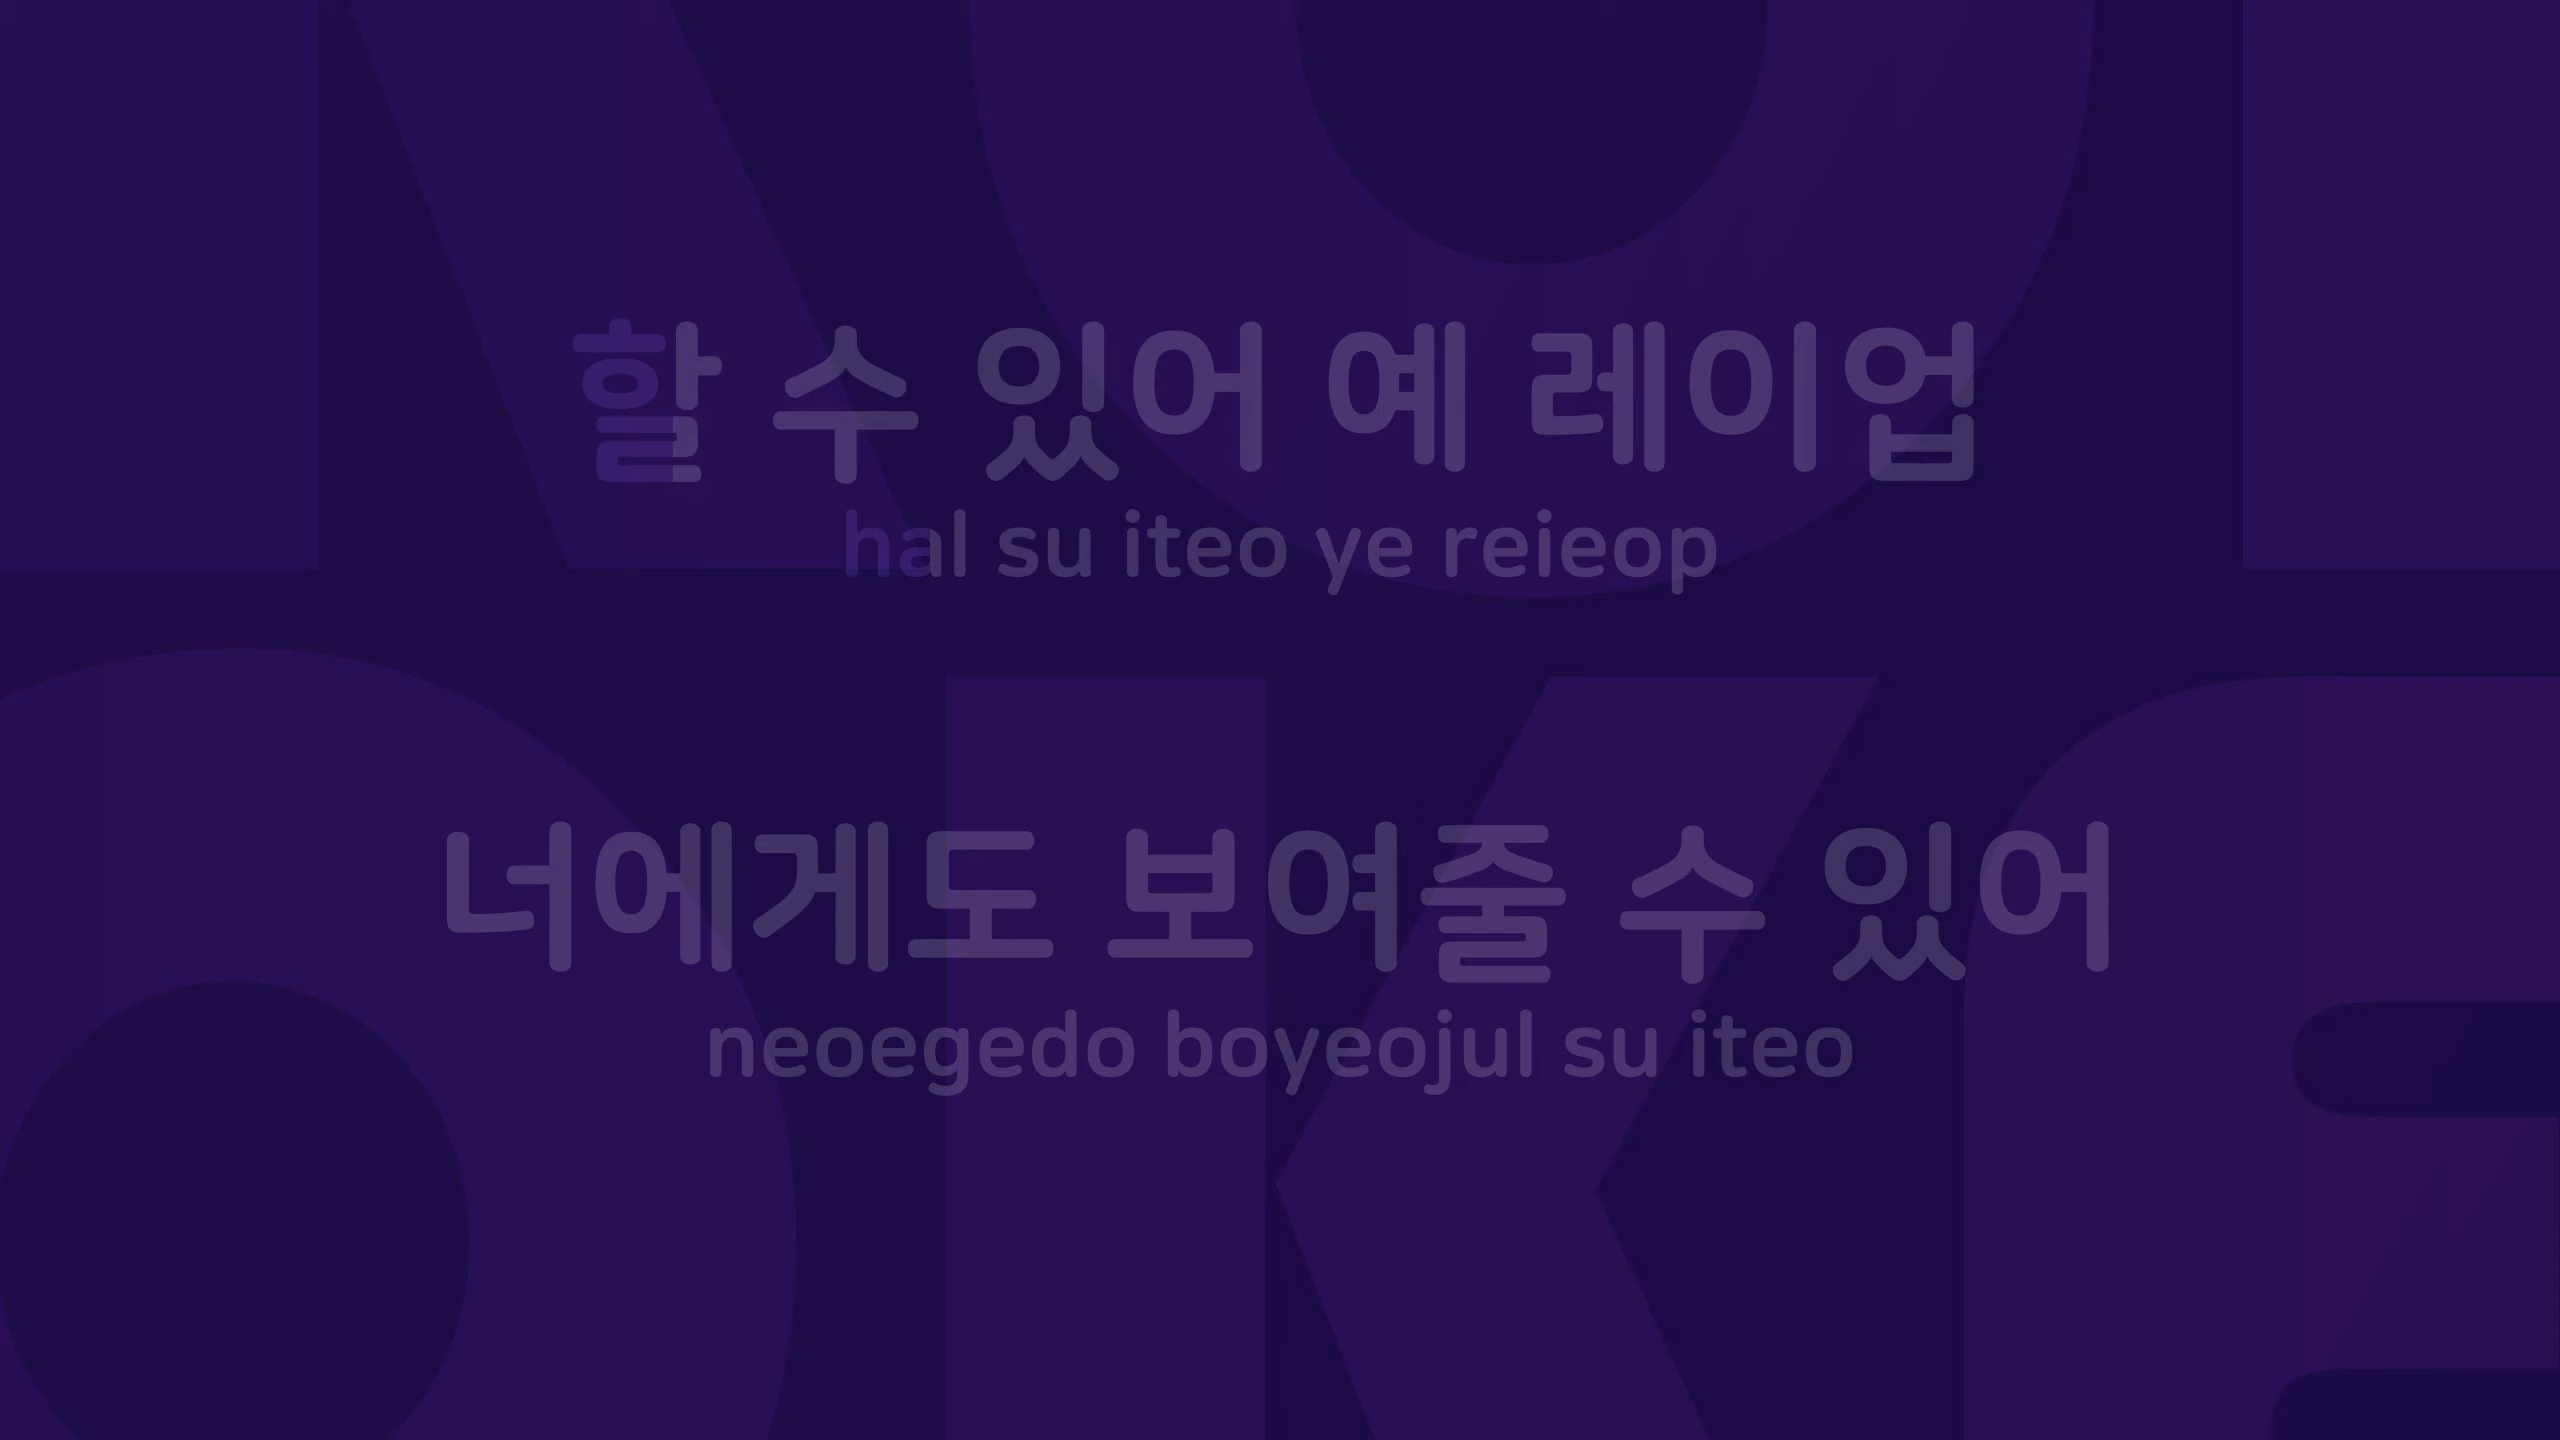 할 수 있어 예 레이업
hal su iteo ye reieop
너에게도 보여줄 수 있어
neoegedo boyeojul su iteo